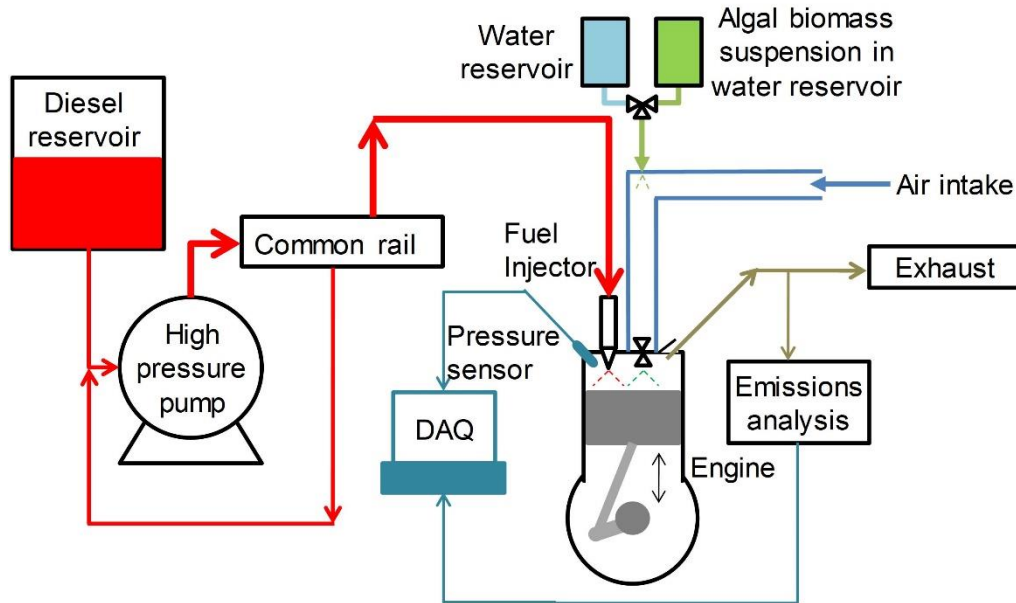 Diesel
reservoir
Water
reservoir
Algal biomass
suspension in
water reservoir
Air intake
Common rail
Fuel
Injector
Exhaust
High
pressure
pump
Pressure
sensor
DAQ
Emissions
analysis
Engine